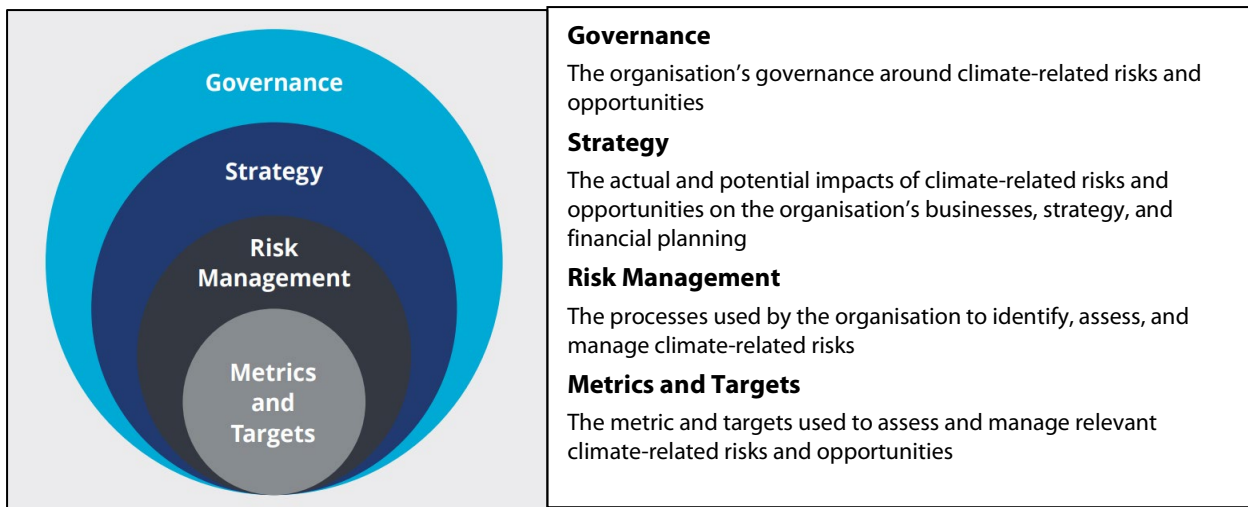 Governance
Strategy
Risk
Management
Metrics
and
Targets
Governance
The organisation's governance around climate-related risks and
opportunities
Strategy
The actual and potential impacts of climate-related risks and
opportunities on the organisation's businesses, strategy, and
financial planning
Risk Management
The processes used by the organisation to identify, assess, and
manage climate-related risks
Metrics and Targets
The metric and targets used to assess and manage relevant
climate-related risks and opportunities